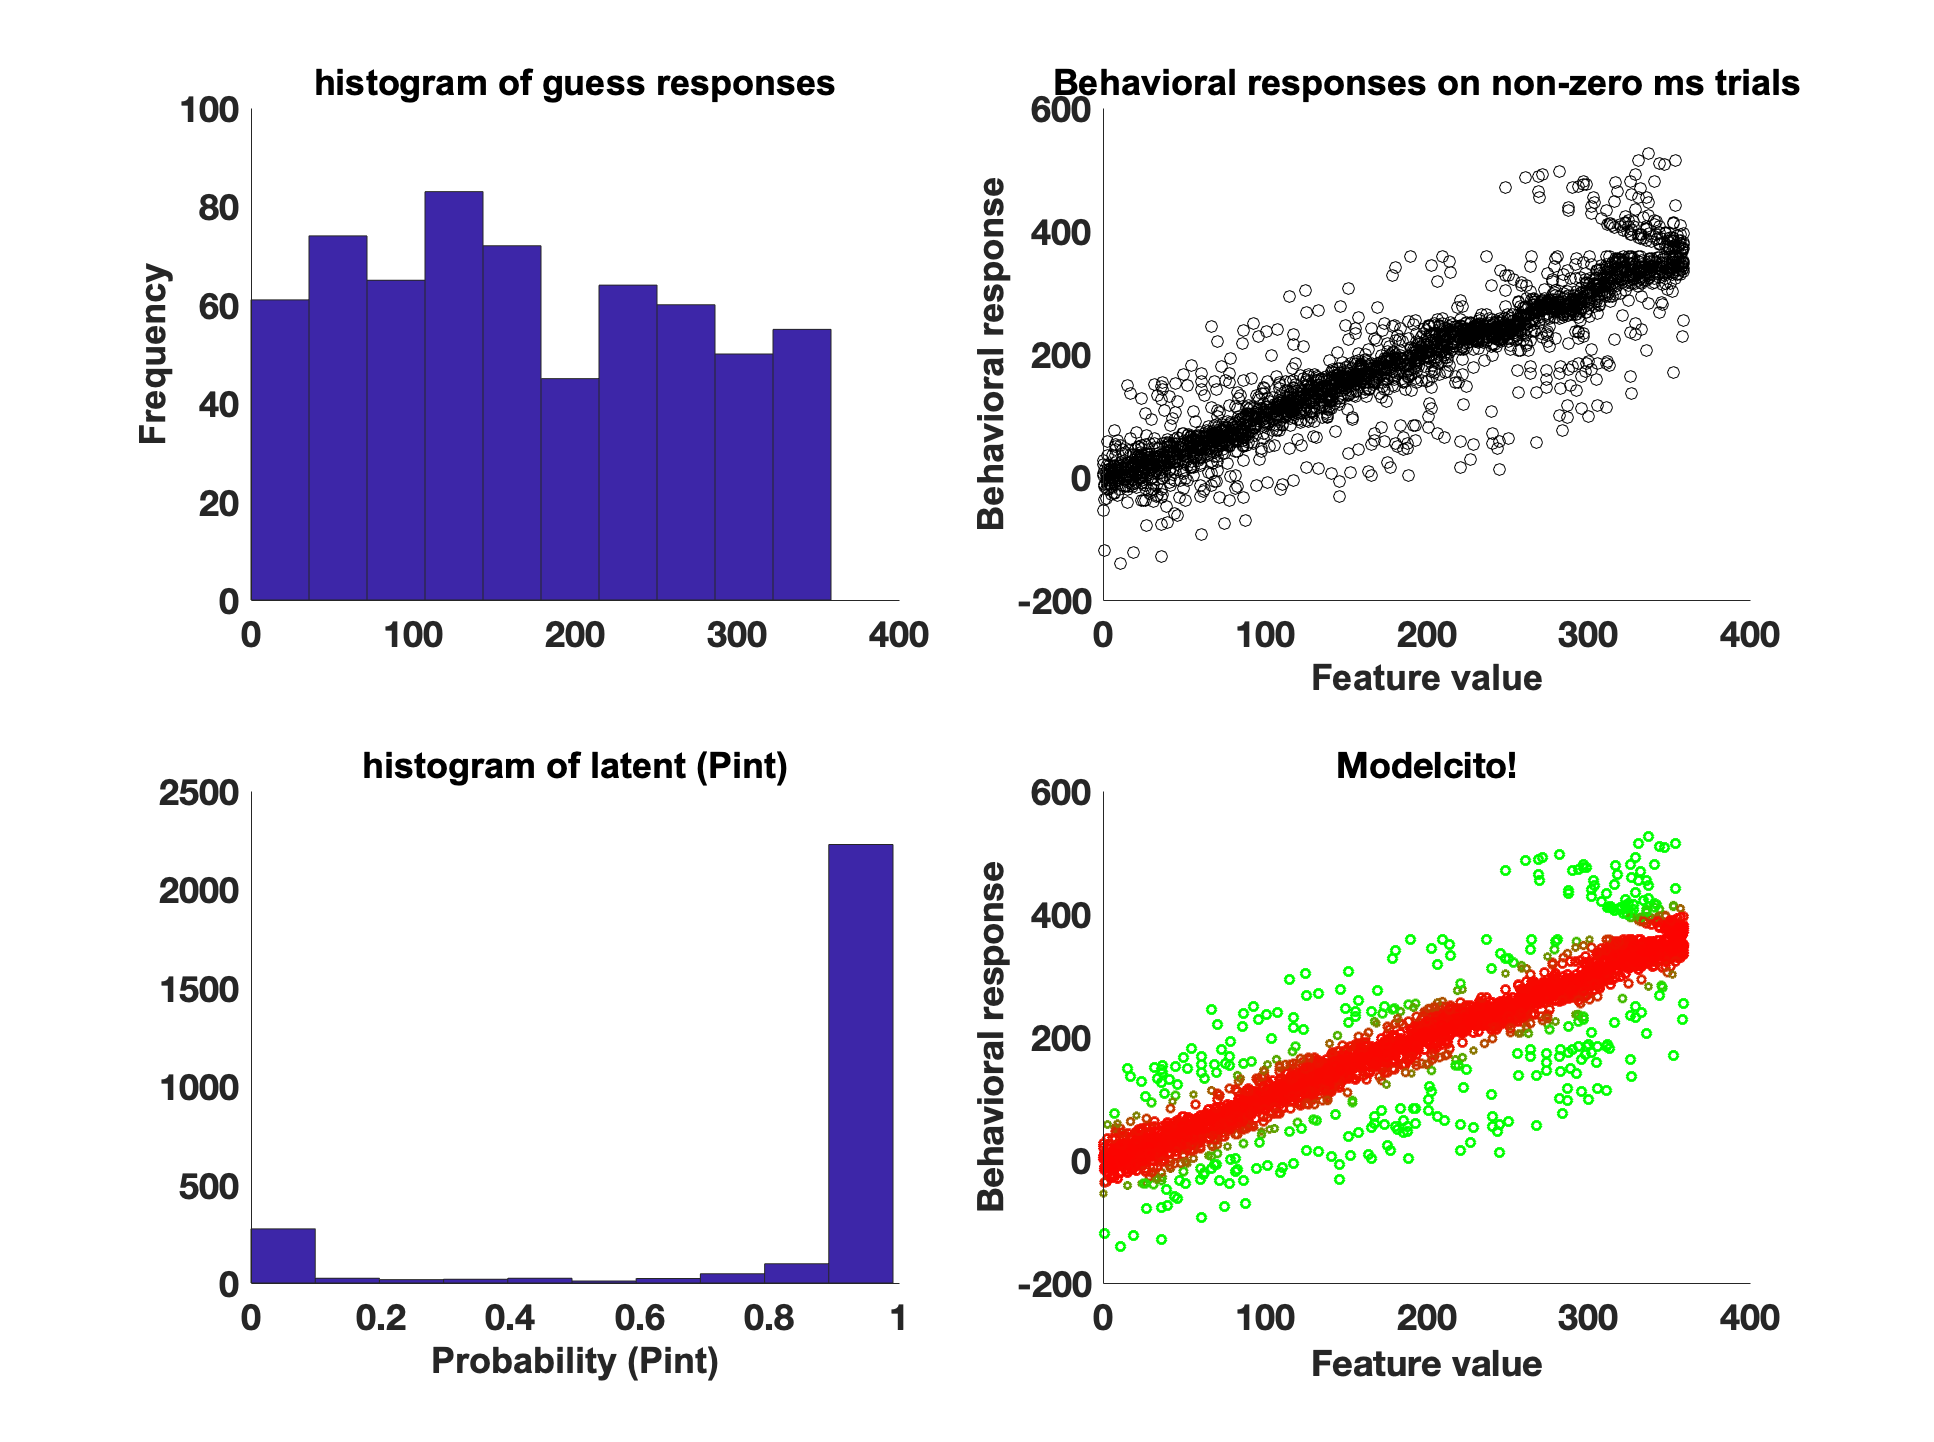 histogram of guess responses
100
80
60
40
20
0
Frequency
0 100 200 300 400
Behavioral responses on non-zero ms trials
600
400
200
0
-200
Behavioral response
0 100 200 300 400
Feature value
histogram of latent (Pint)
2500
2000
1500
1000
500
0
0 0.2 0.4 0.6 0.8 1
Probability (Pint)
Modelcito!
600
400
200
0
-200
Behavioral response
0 100 200 300 400
Feature value